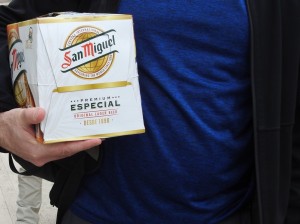 San Miguel
PREMIUM
ESPECIAL
ORIGINAL LAGER BEER
DESDE 1890